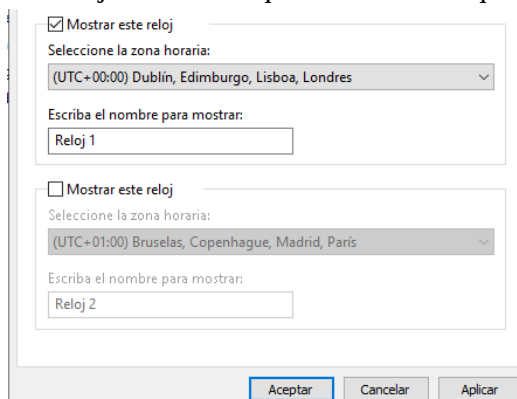 Mostrar este reloj
Seleccione la zona horaria:
(UTC+00:00) Dublín, Edimburgo, Lisboa, Londres
Escriba el nombre para mostrar:
Reloj 1
Mostrar este reloj
Seleccione la zona horaria:
(UTC+01:00) Bruselas, Copenhague, Madrid, París
Escriba el nombre para mostrar:
Reloj 2
Aceptar Cancelar Aplicar